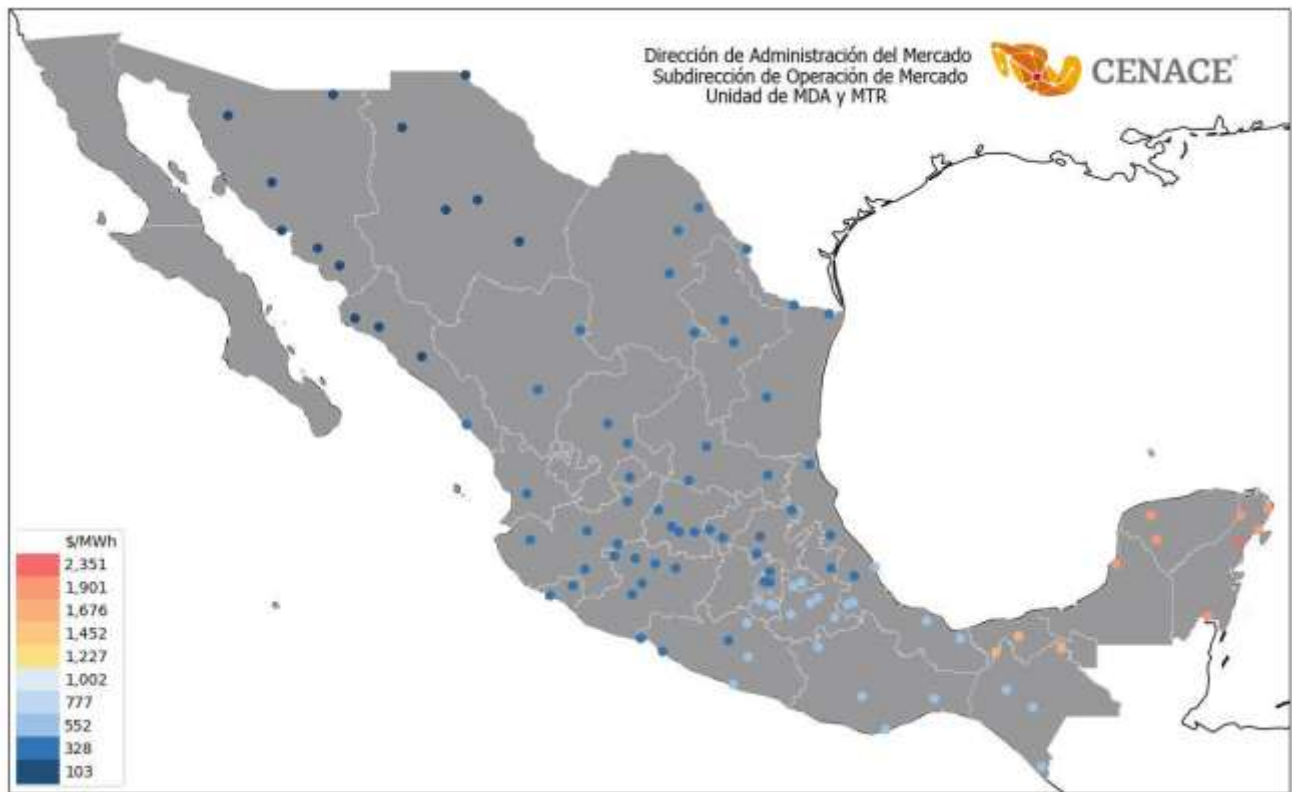 Dirección de Administración del Mercado
Subdirección de Operación de Mercado
Unidad de MDA y MTR
CENACE
$/MWh
2,351
1,901
1,676
1,452
1,227
1,002
777
552
328
103